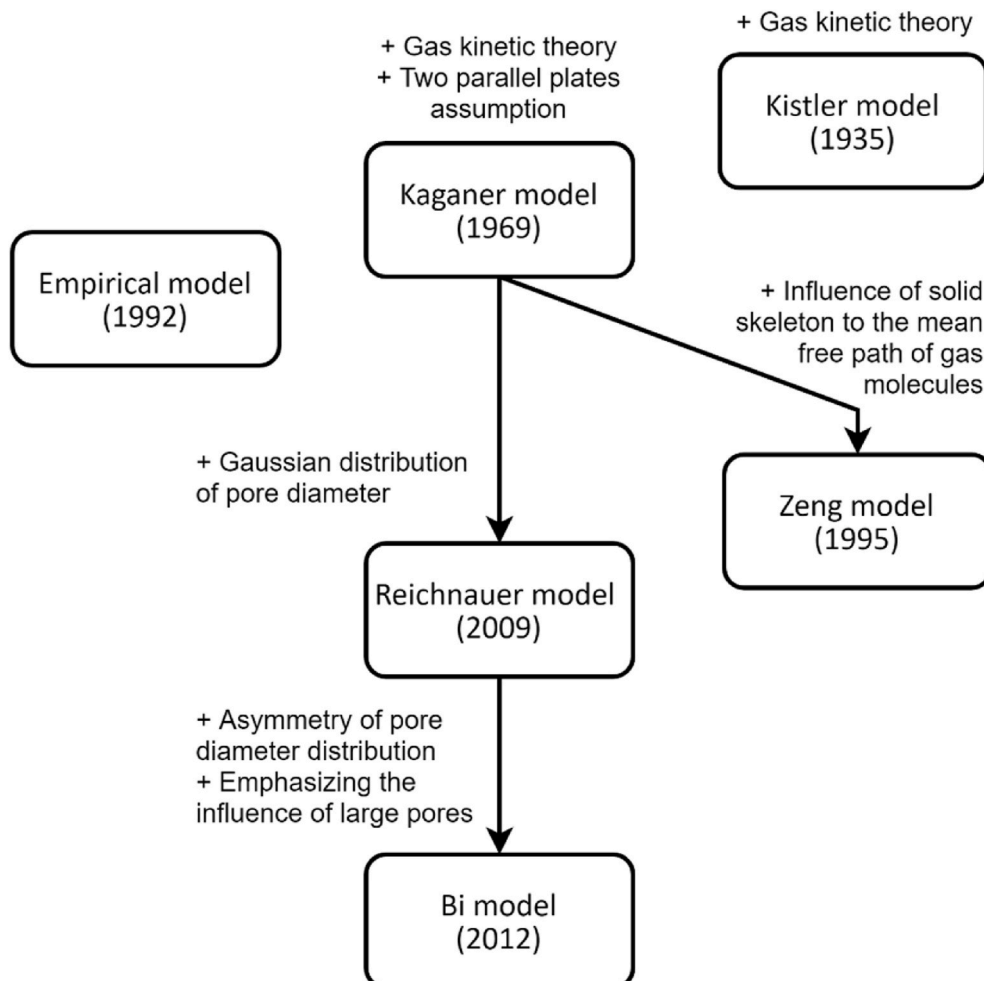 + Gas kinetic theory
+ Two parallel plates
assumption
Kaganer model
(1969)
+ Gas kinetic theory
Kistler model
(1935)
Empirical model
(1992)
+ Influence of solid
skeleton to the mean
free path of gas
molecules
Zeng model
(1995)
+ Gaussian distribution
of pore diameter
Reichnauer model
(2009)
+ Asymmetry of pore
diameter distribution
+ Emphasizing the
influence of large pores
Bi model
(2012)